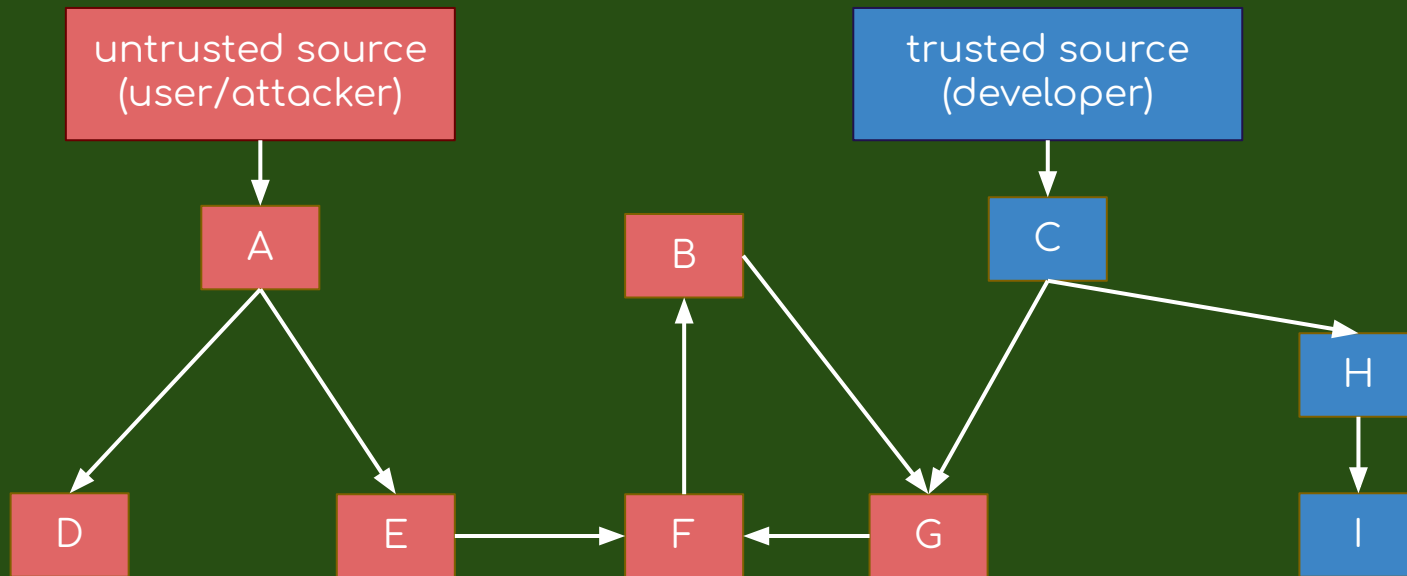 untrusted source
(user/attacker)
trusted source
(developer)
A
B
C
H
D
E
F
G
I